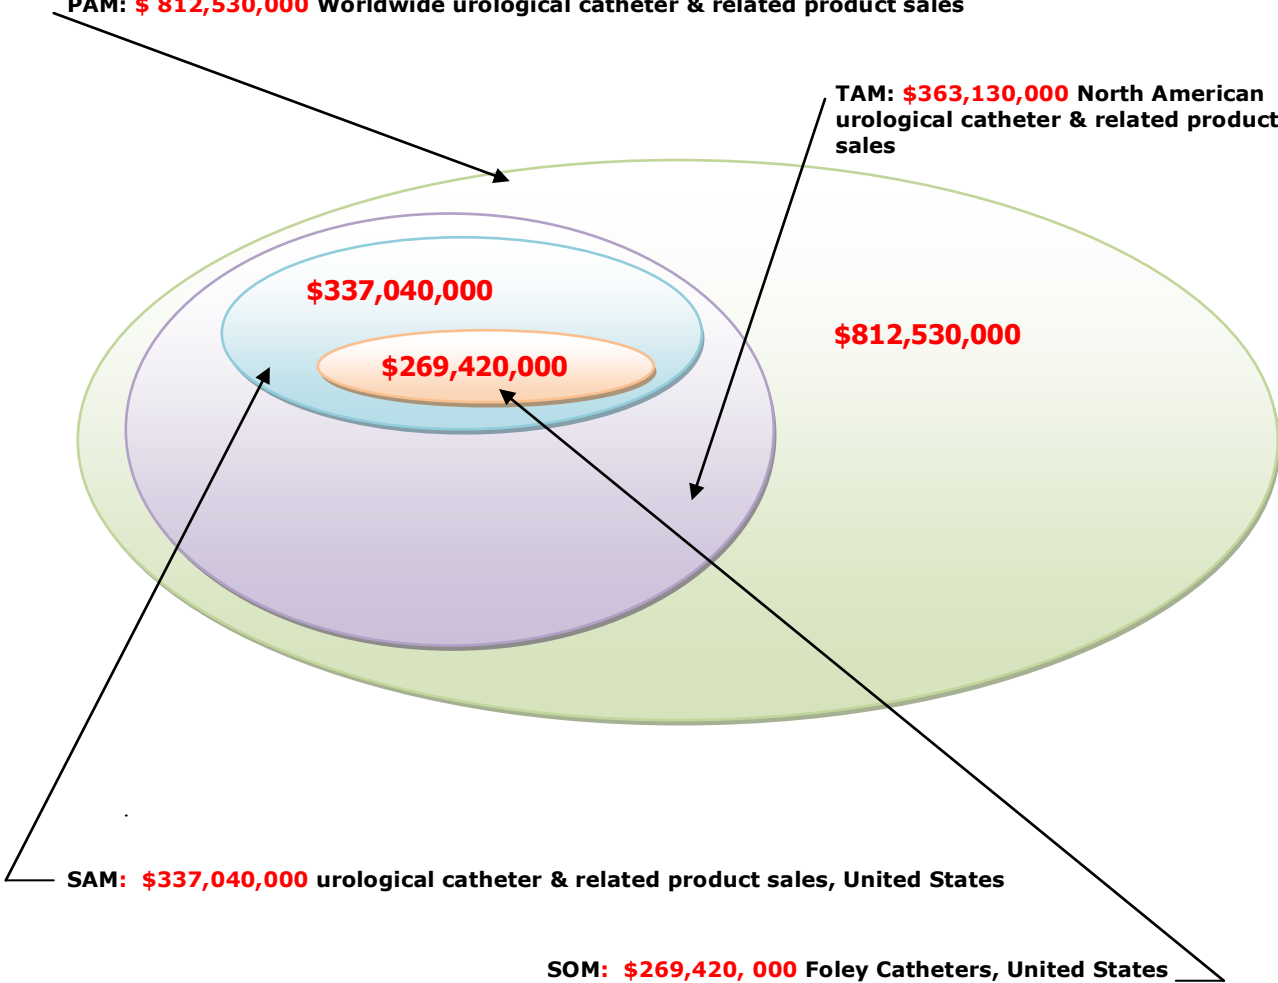 PAM: $ 812,530,000 Worldwide urological catheter & related product sales
TAM: $363,130,000 North American
urological catheter & related product
sales
$337,040,000
$812,530,000
$269,420,000
.
SAM:  $337,040,000 urological catheter & related product sales, United States
SOM:  $269,420, 000 Foley Catheters, United States